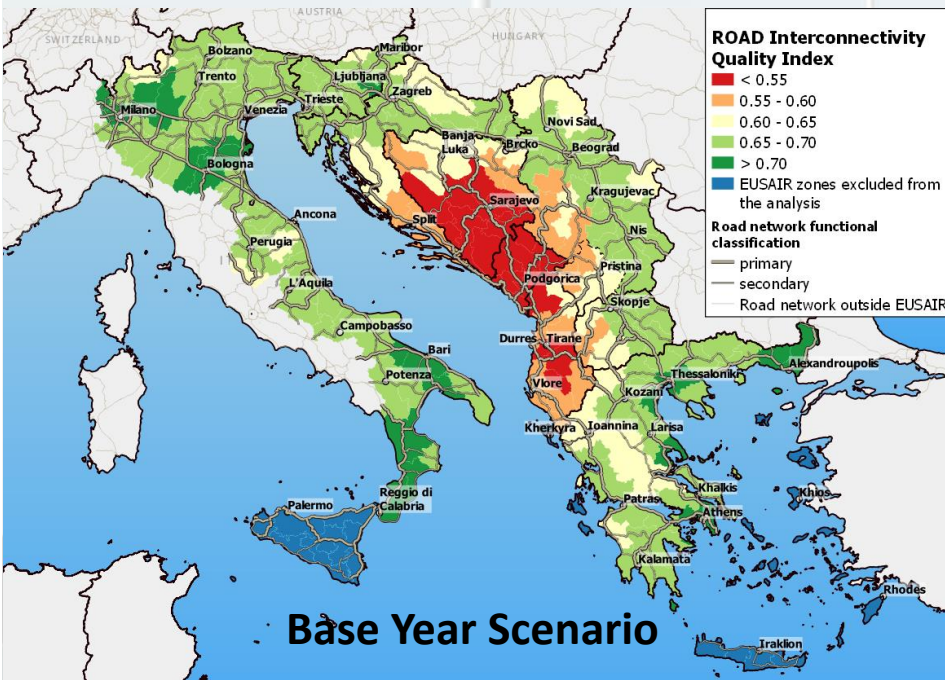 AUSTRIA
SWITZERLAND
HUNGARY
Bolzano
Maribor
Trento
Ljubljana
Zagreb
Milano
Venezia
Trieste
Novi Sad
Banja
Luka
Brcko
Beograd
Bologna
Sarajevo
Kragujevac
Ancona
Split
Nis
Perugia
Pristina
L'Aquila
Podgorica
Skopje
Campobasso
Durres
Tirane
Bari
Alexandroupolis
Potenza
Thessaloniki
Vlore
Kozani
Kherkyra
Ioannina
Larisa
Reggio di
Calabria
Palermo
Khalkis
Patras
Athens
Khios
Kalamata
Rhodes
Iraklion
Base Year Scenario
ROAD Interconnectivity
Quality Index
< 0.55
0.55 - 0.60
0.60 - 0.65
0.65 - 0.70
> 0.70
EUSAIR zones excluded from
the analysis
Road network functional
classification
primary
secondary
Road network outside EUSAIR